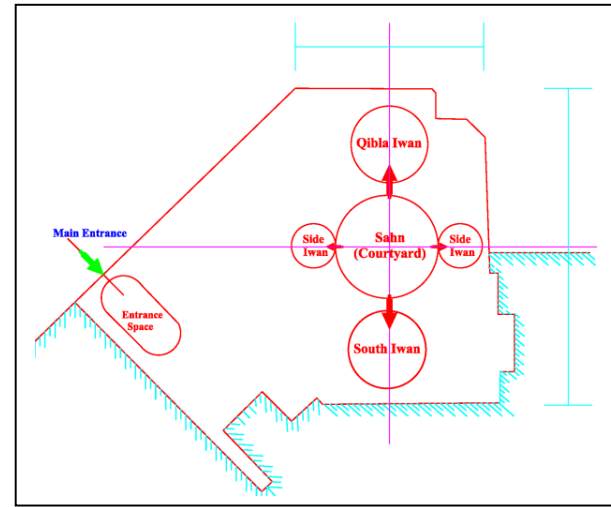 Qibla Iwan
Main Entrance
Side
Iwan
Sahn
(Courtyard)
Side
Iwan
Entrance
Space
South Iwan